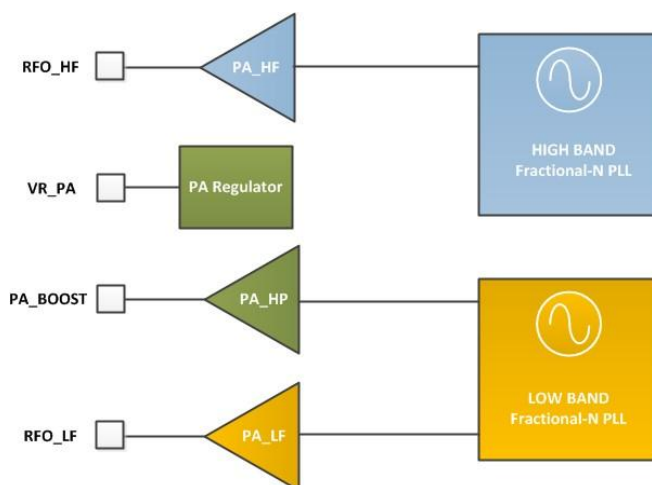 RFO_HF
PA_HF
HIGH BAND
Fractional-N PLL
VR_PA
PA Regulator
PA_BOOST
PA_HP
LOW BAND
Fractional-N PLL
RFO_LF
PA_LF